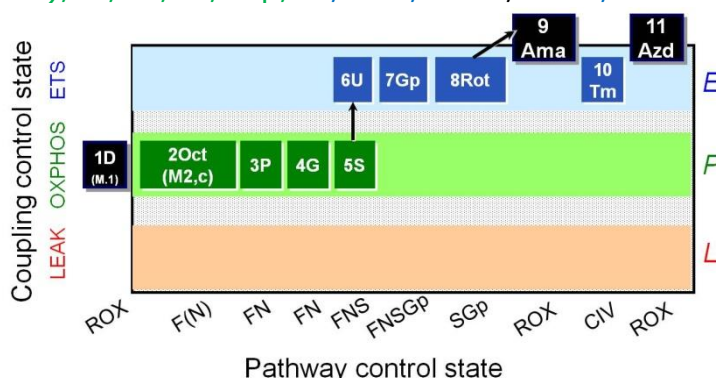 9
Ama
11
Azd
6U
7Gp
8Rot
10
Tm
1D
(M.1)
2Oct
(M2,c)
3P
4G
5S
Coupling control state
ETS
OXPHOS
LEAK
E
P
L
ROX
F(N)
FN
FN
FNS
FNSGp
SGp
ROX
CIV
ROX
Pathway control state